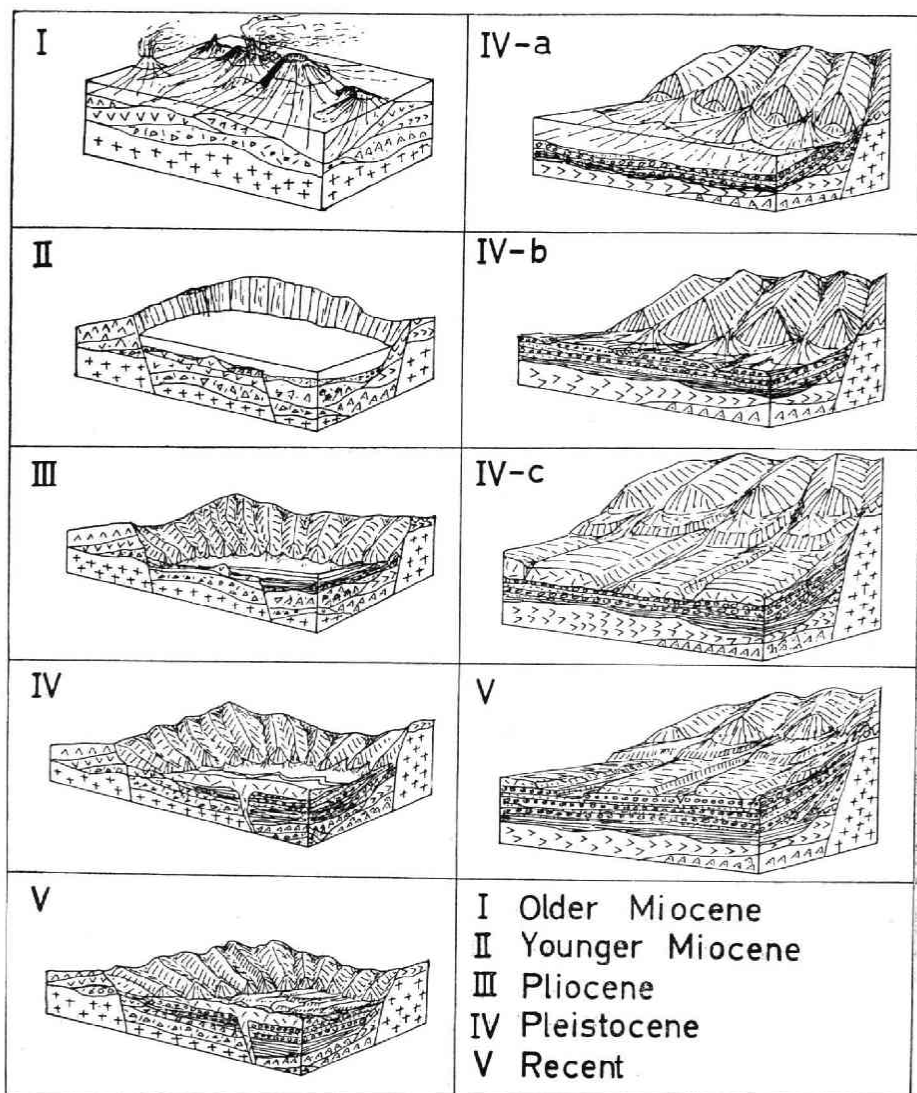 I
II
III
IV
V
IV-a
IV-b
IV-c
V
I Older Miocene
II Younger Miocene
III Pliocene
IV Pleistocene
V Recent